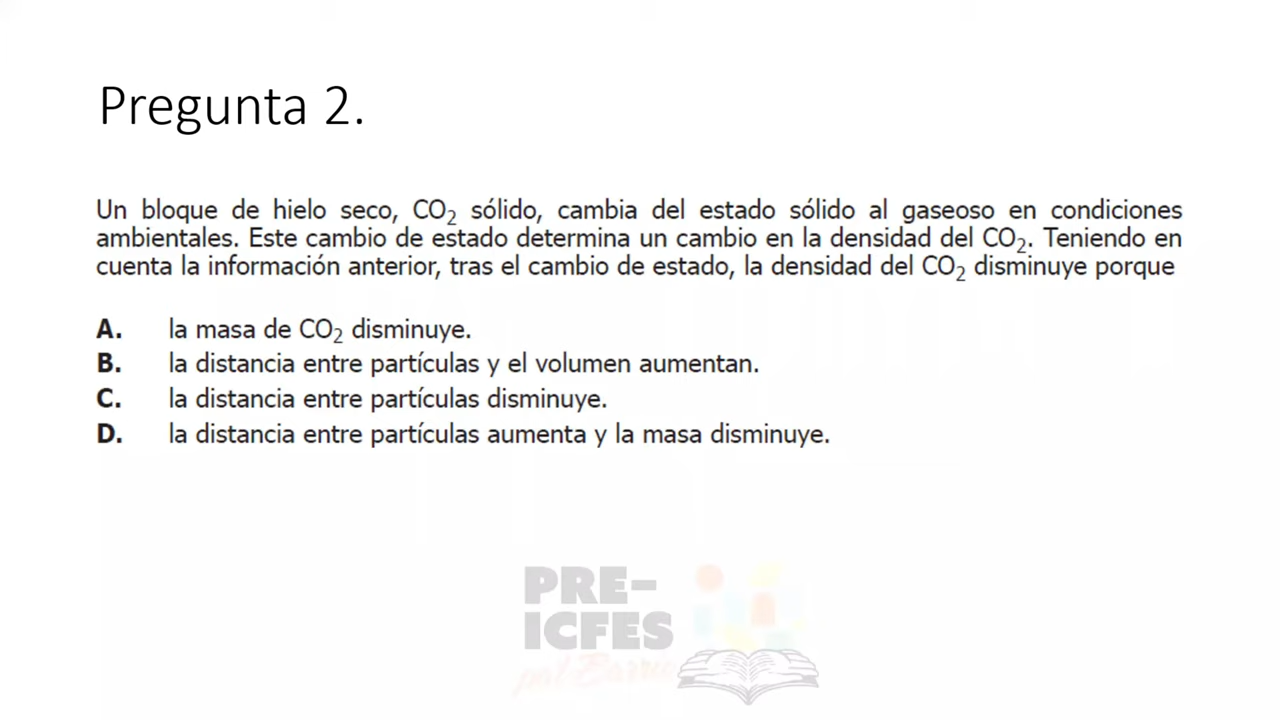 Pregunta 2.
Un bloque de hielo seco, CO₂ sólido, cambia del estado sólido al gaseoso en condiciones
ambientales. Este cambio de estado determina un cambio en la densidad del CO₂. Teniendo en
cuenta la información anterior, tras el cambio de estado, la densidad del CO₂ disminuye porque
A. la masa de CO₂ disminuye.
B. la distancia entre partículas y el volumen aumentan.
C. la distancia entre partículas disminuye.
D. la distancia entre partículas aumenta y la masa disminuye.
PRE-
ICFES